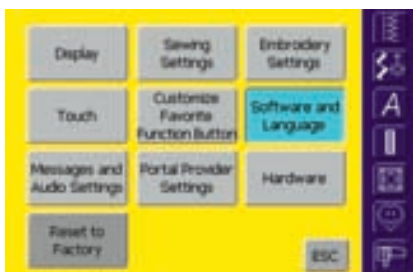 Display
Sewing
Settings
Embroidery
Settings
Touch
Customize
Favorite
Function Button
Software and
Language
Messages and
Audio Settings
Portal Provider
Settings
Hardware
Reset to
Factory
ESC
A